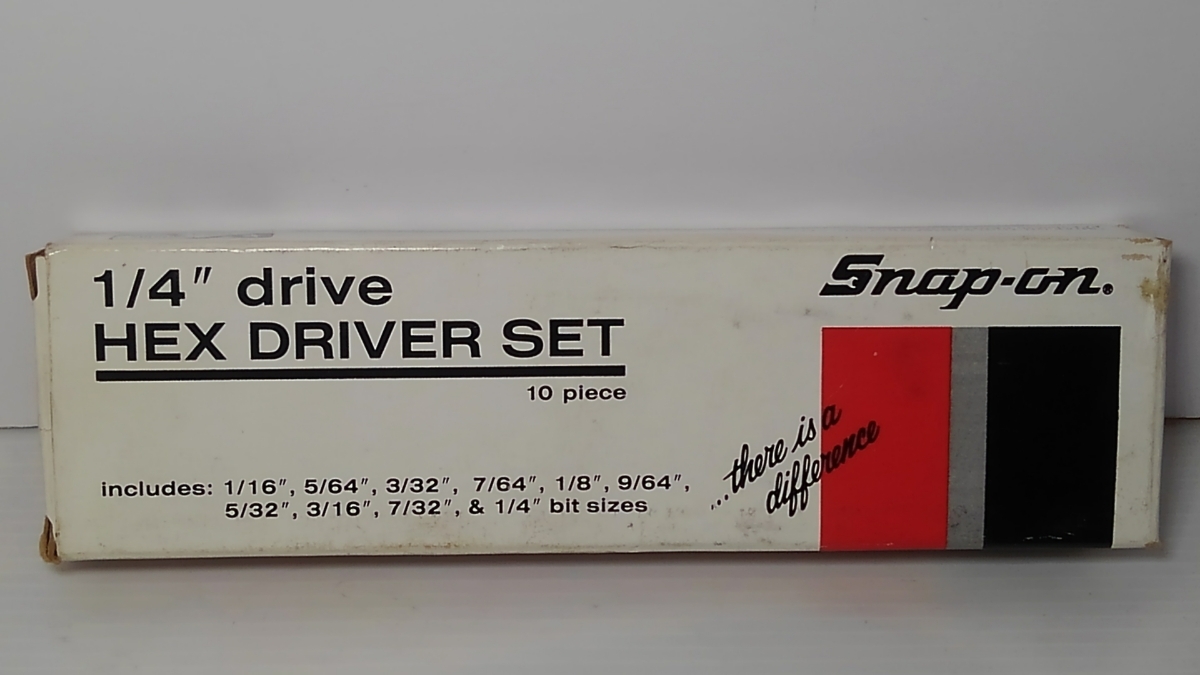 1/4" drive
HEX DRIVER SET
10 piece
includes: 1/16", 5/64", 3/32", 7/64", 1/8", 9/64",
5/32", 3/16", 7/32", & 1/4" bit sizes
Snap-on®
...there is a
difference